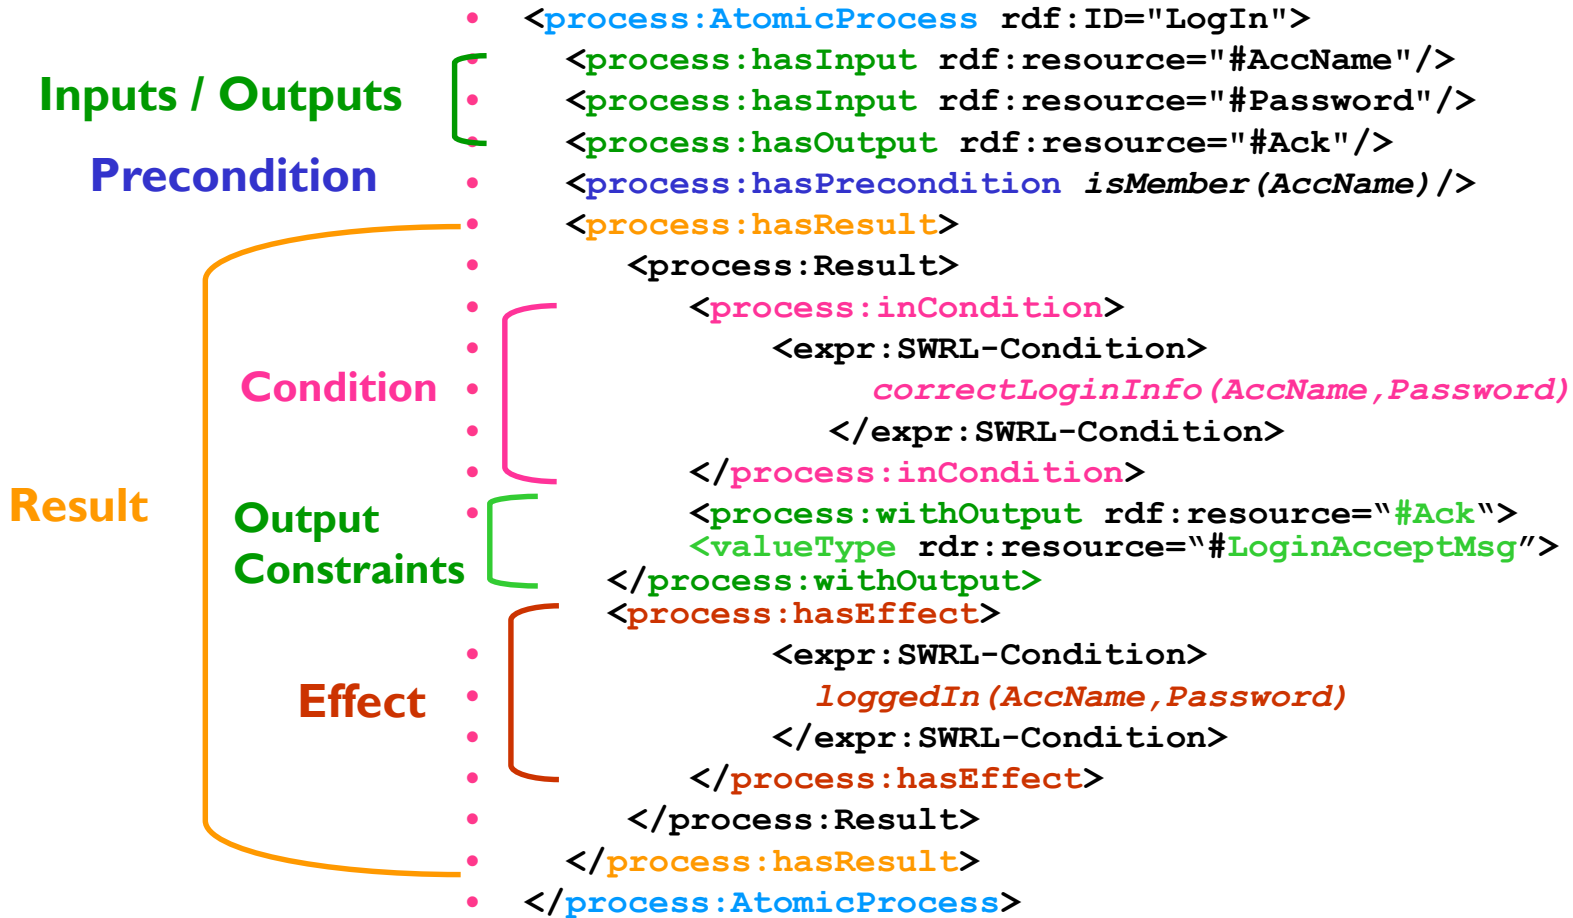 • <process:AtomicProcess rdf:ID="LogIn">
Inputs / Outputs
• <process:hasInput rdf:resource="#AccName"/>
• <process:hasInput rdf:resource="#Password"/>
• <process:hasOutput rdf:resource="#Ack"/>
Precondition
• <process:hasPrecondition isMember(AccName)/>
Result
• <process:hasResult>
• <process:Result>
Condition
• <process:inCondition>
• <expr:SWRL-Condition>
• correctLoginInfo(AccName,Password)
• </expr:SWRL-Condition>
• </process:inCondition>
Output
Constraints
• <process:withOutput rdf:resource=“#Ack“>
<valueType rdr:resource=“#LoginAcceptMsg”>
</process:withOutput>
Effect
<process:hasEffect>
• <expr:SWRL-Condition>
• loggedIn(AccName,Password)
• </expr:SWRL-Condition>
• </process:hasEffect>
• </process:Result>
• </process:hasResult>
• </process:AtomicProcess>